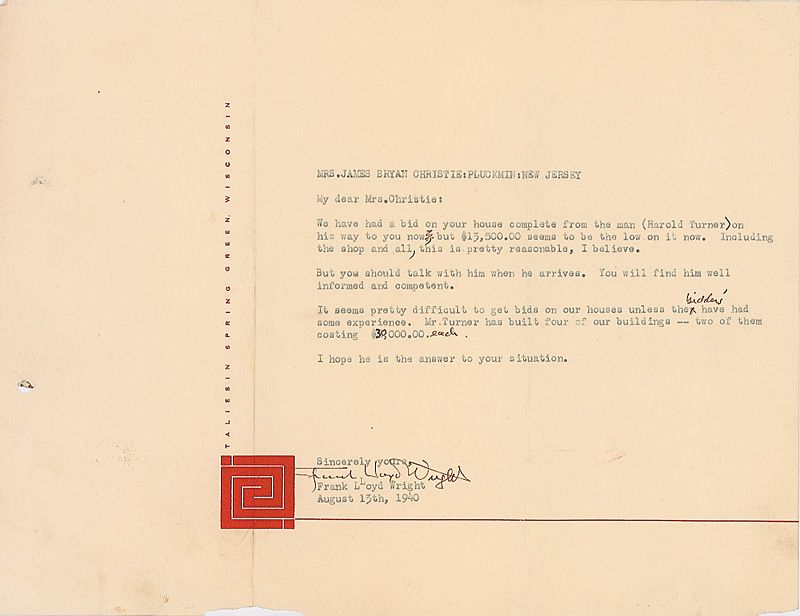 TALIESIN SPRING GREEN WISCONSIN
MRS.JAMES BRYAN CHRISTIE:PLUCKMIN:NEW JERSEY
My dear Mrs.Christie:
We have had a bid on your house complete from the man (Harold Turner) on
his way to you now but $15,500.00 seems to be the low on it now. Including
the shop and all, this is pretty reasonable, I believe.
But you should talk with him when he arrives. You will find him well
informed and competent.
It seems pretty difficult to get bids on our houses unless the bidders have had
some experience. Mr.Turner has built four of our buildings -- two of them
costing $39,000.00 each.
I hope he is the answer to your situation.
Sincerely yours,
Frank Lloyd Wright
Frank Lloyd Wright
August 13th, 1940